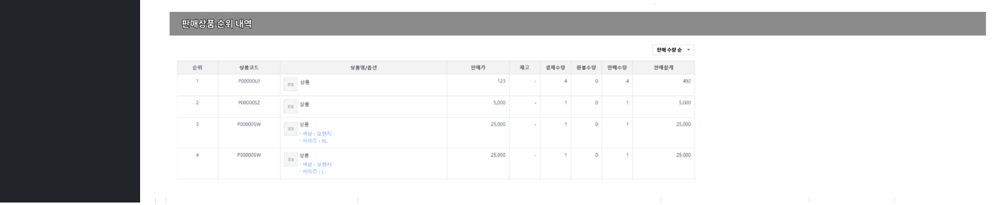 판매상품 순위 내역
판매 수량 순
순위 상품코드 상품명/옵션 판매가 재고 결제수량 환불수량 판매수량 판매합계
1 P00000UJ 상품 123 - 4 0 4 492
2 P00000SZ 상품 5,000 - 1 0 1 5,000
3 P00000SW 상품 25,000 - 1 0 1 25,000
- 색상 : 오렌지
- 사이즈 : XL
4 P00000SW 상품 25,000 - 1 0 1 25,000
- 색상 : 오렌지
- 사이즈 : L